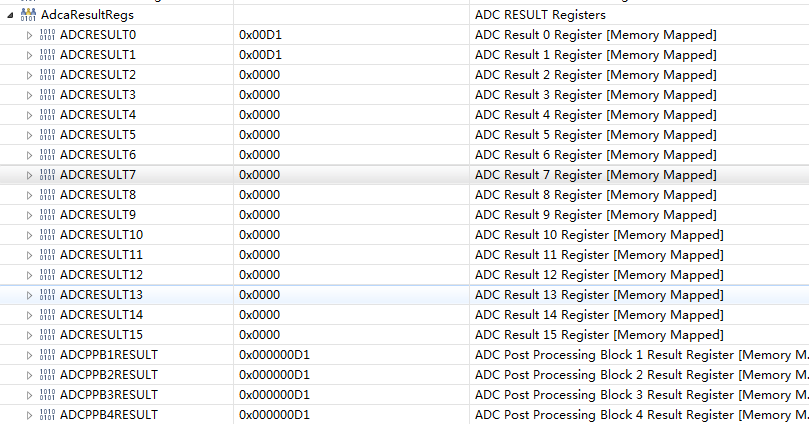 AdcaResultRegs ADC RESULT Registers
ADCRESULT0 0x00D1 ADC Result 0 Register [Memory Mapped]
ADCRESULT1 0x00D1 ADC Result 1 Register [Memory Mapped]
ADCRESULT2 0x0000 ADC Result 2 Register [Memory Mapped]
ADCRESULT3 0x0000 ADC Result 3 Register [Memory Mapped]
ADCRESULT4 0x0000 ADC Result 4 Register [Memory Mapped]
ADCRESULT5 0x0000 ADC Result 5 Register [Memory Mapped]
ADCRESULT6 0x0000 ADC Result 6 Register [Memory Mapped]
ADCRESULT7 0x0000 ADC Result 7 Register [Memory Mapped]
ADCRESULT8 0x0000 ADC Result 8 Register [Memory Mapped]
ADCRESULT9 0x0000 ADC Result 9 Register [Memory Mapped]
ADCRESULT10 0x0000 ADC Result 10 Register [Memory Mapped]
ADCRESULT11 0x0000 ADC Result 11 Register [Memory Mapped]
ADCRESULT12 0x0000 ADC Result 12 Register [Memory Mapped]
ADCRESULT13 0x0000 ADC Result 13 Register [Memory Mapped]
ADCRESULT14 0x0000 ADC Result 14 Register [Memory Mapped]
ADCRESULT15 0x0000 ADC Result 15 Register [Memory Mapped]
ADCPPB1RESULT 0x000000D1 ADC Post Processing Block 1 Result Register [Memory M
ADCPPB2RESULT 0x000000D1 ADC Post Processing Block 2 Result Register [Memory M
ADCPPB3RESULT 0x000000D1 ADC Post Processing Block 3 Result Register [Memory M
ADCPPB4RESULT 0x000000D1 ADC Post Processing Block 4 Result Register [Memory M